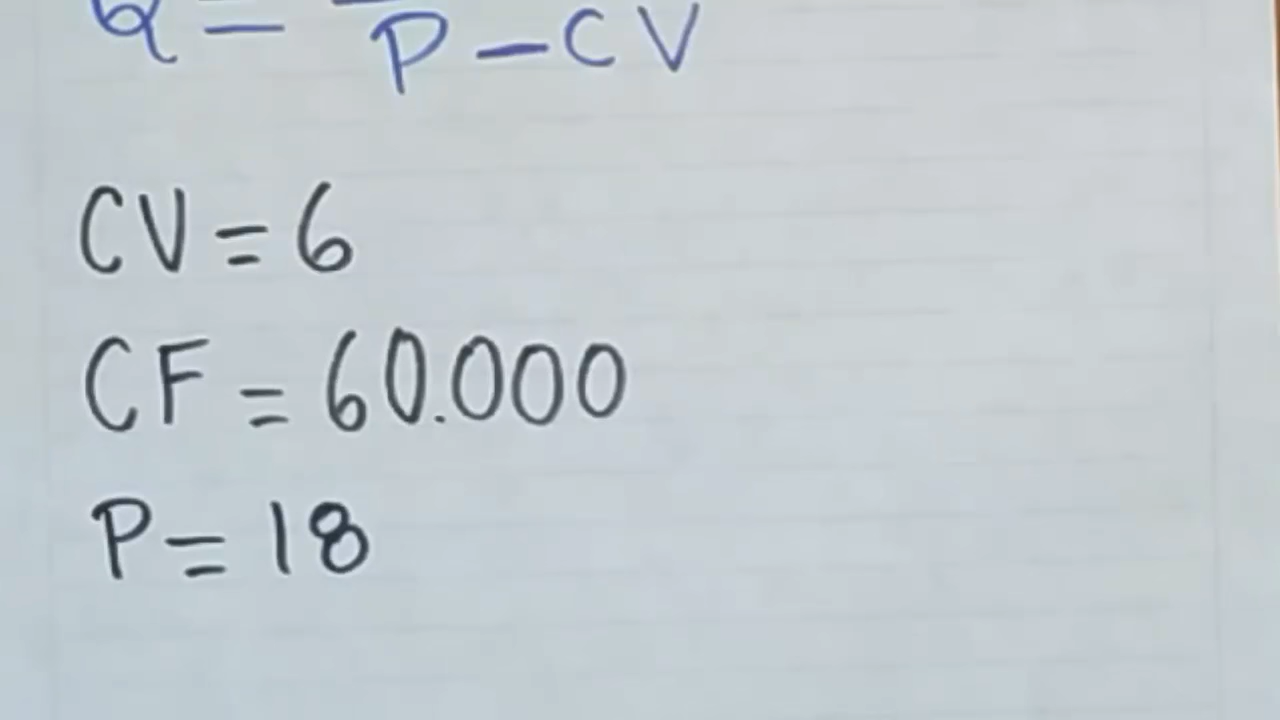 Q = P - CV
CV = 6
CF = 60.000
P = 18